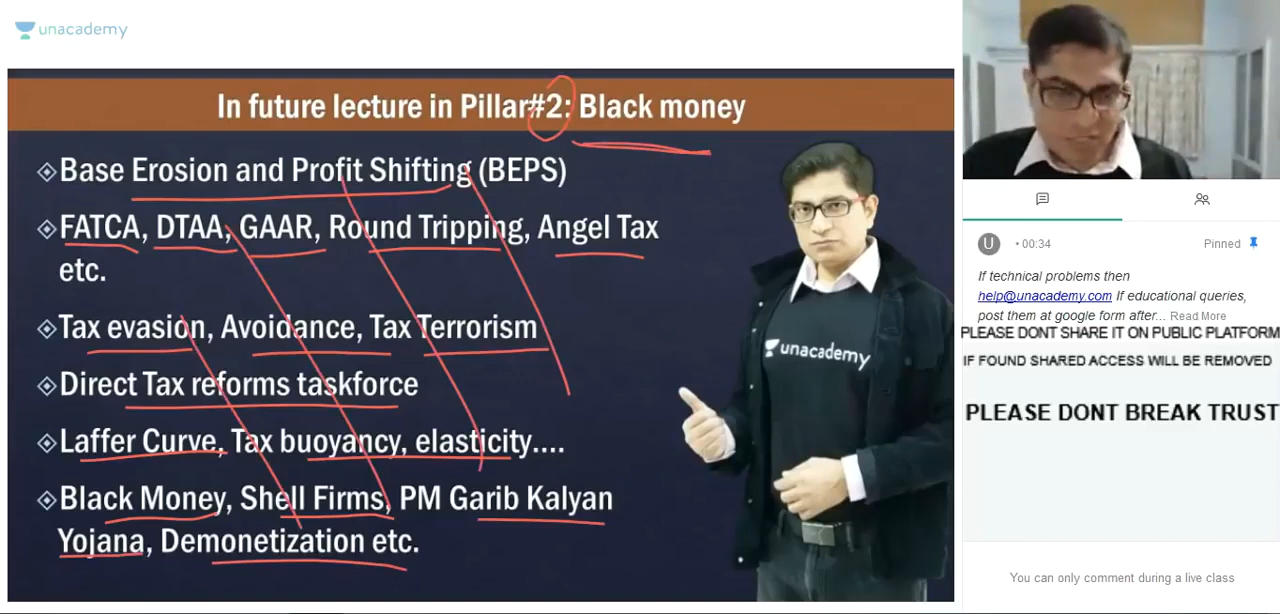 unacademy
In future lecture in Pillar#2: Black money
Base Erosion and Profit Shifting (BEPS)
FATCA, DTAA, GAAR, Round Tripping, Angel Tax
etc.
Tax evasion, Avoidance, Tax Terrorism
Direct Tax reforms taskforce
Laffer Curve, Tax buoyancy, elasticity....
Black Money, Shell Firms, PM Garib Kalyan
Yojana, Demonetization etc.
unacademy
U • 00:34 Pinned
If technical problems then
help@unacademy.com If educational queries,
post them at google form after... Read More
PLEASE DONT SHARE IT ON PUBLIC PLATFORM
IF FOUND SHARED ACCESS WILL BE REMOVED
PLEASE DONT BREAK TRUST
You can only comment during a live class